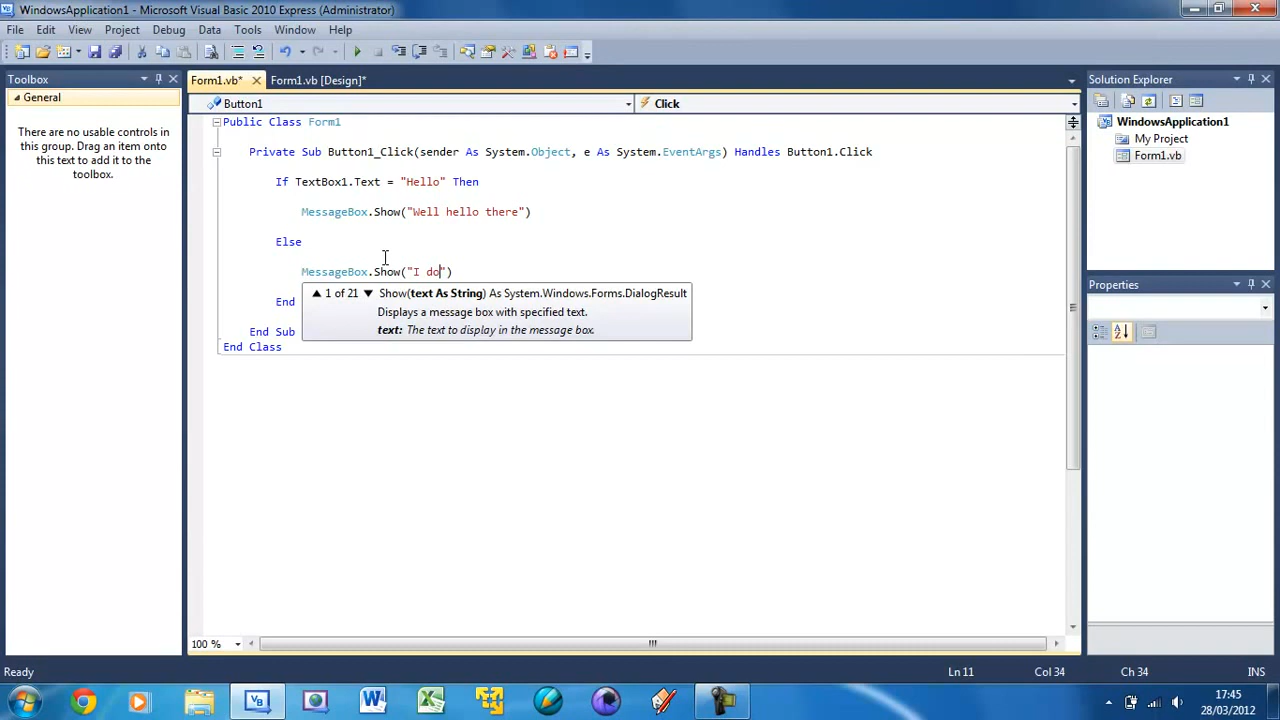 WindowsApplication1 - Microsoft Visual Basic 2010 Express (Administrator)
File Edit View Project Debug Data Tools Window Help
Toolbox
General
There are no usable controls in
this group. Drag an item onto
this text to add it to the
toolbox.
Form1.vb* Form1.vb [Design]*
Button1 Click
Public Class Form1
Private Sub Button1_Click(sender As System.Object, e As System.EventArgs) Handles Button1.Click
If TextBox1.Text = "Hello" Then
MessageBox.Show("Well hello there")
Else
MessageBox.Show("I do")
1 of 21 Show(text As String) As System.Windows.Forms.DialogResult
Displays a message box with specified text.
text: The text to display in the message box.
End
End Sub
End Class
100 %
Solution Explorer
WindowsApplication1
My Project
Form1.vb
Properties
Ready Ln 11 Col 34 Ch 34 INS
17:45
28/03/2012